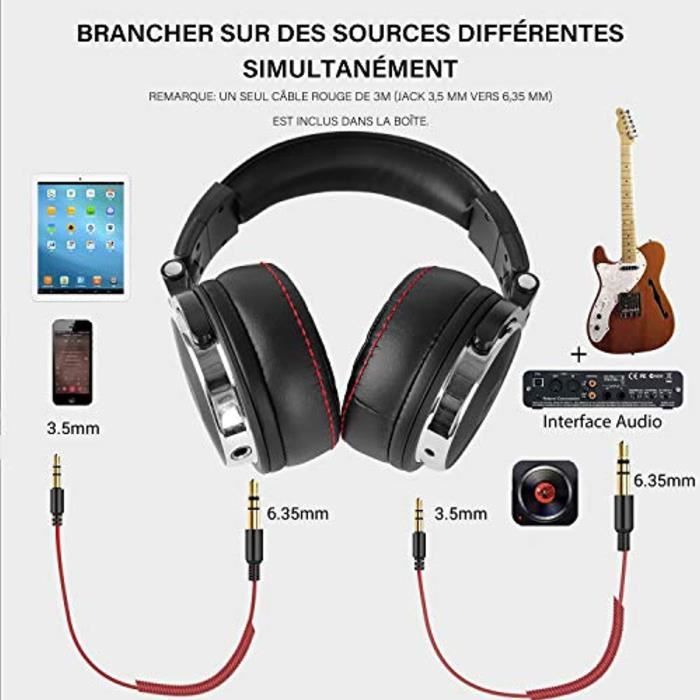 BRANCHER SUR DES SOURCES DIFFÉRENTES
SIMULTANÉMENT
REMARQUE: UN SEUL CÂBLE ROUGE DE 3M (JACK 3,5 MM VERS 6,35 MM)
EST INCLUS DANS LA BOÎTE.
3.5mm
+
Interface Audio
6.35mm
3.5mm
6.35mm